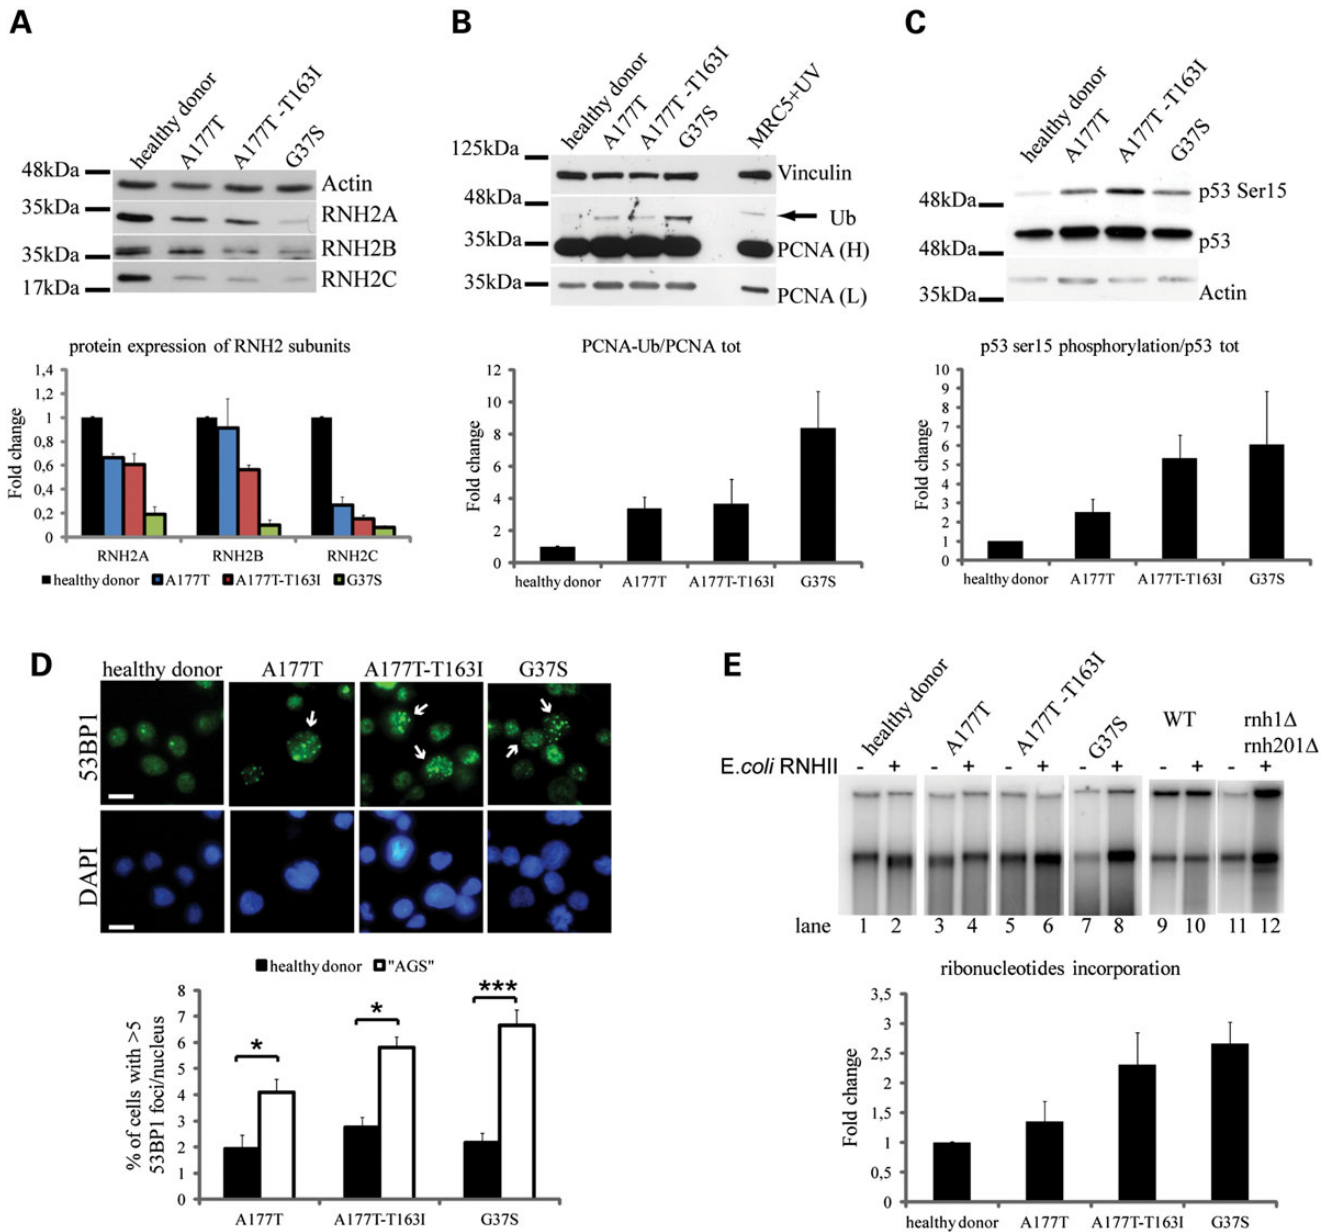 A
healthy donor
A177T
A177T -T163I
G37S
48kDa
Actin
35kDa
RNH2A
RNH2B
35kDa
RNH2C
17kDa
protein expression of RNH2 subunits
Fold change
1,4
1,2
1
0,8
0,6
0,4
0,2
0
RNH2A
RNH2B
RNH2C
healthy donor
A177T
A177T-T163I
G37S
B
healthy donor
A177T
A177T -T163I
G37S
MRC5+UV
125kDa
Vinculin
48kDa
Ub
35kDa
PCNA (H)
35kDa
PCNA (L)
PCNA-Ub/PCNA tot
Fold change
12
10
8
6
4
2
0
healthy donor
A177T
A177T-T163I
G37S
C
healthy donor
A177T
A177T -T163I
G37S
48kDa
p53 Ser15
48kDa
p53
35kDa
Actin
p53 ser15 phosphorylation/p53 tot
Fold change
10
9
8
7
6
5
4
3
2
1
0
healthy donor
A177T
A177T-T163I
G37S
D
healthy donor
A177T
A177T-T163I
G37S
53BP1
DAPI
healthy donor
"AGS"
% of cells with >5
53BP1 foci/nucleus
8
7
6
5
4
3
2
1
0
*
*
***
A177T
A177T-T163I
G37S
E
healthy donor
A177T
A177T -T163I
G37S
WT
rnh1Δ
rnh201Δ
E.coli RNHII
- + - + - + - + - + - +
lane 1 2 3 4 5 6 7 8 9 10 11 12
ribonucleotides incorporation
Fold change
3,5
3
2,5
2
1,5
1
0,5
0
healthy donor
A177T
A177T-T163I
G37S